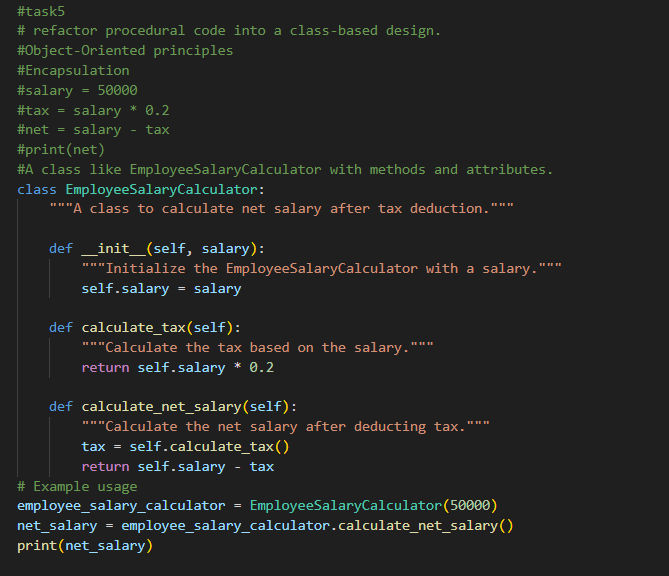 #task5
# refactor procedural code into a class-based design.
#Object-Oriented principles
#Encapsulation
#salary = 50000
#tax = salary * 0.2
#net = salary - tax
#print(net)
#A class like EmployeeSalaryCalculator with methods and attributes.
class EmployeeSalaryCalculator:
    """A class to calculate net salary after tax deduction."""

    def __init__(self, salary):
        """Initialize the EmployeeSalaryCalculator with a salary."""
        self.salary = salary

    def calculate_tax(self):
        """Calculate the tax based on the salary."""
        return self.salary * 0.2

    def calculate_net_salary(self):
        """Calculate the net salary after deducting tax."""
        tax = self.calculate_tax()
        return self.salary - tax
# Example usage
employee_salary_calculator = EmployeeSalaryCalculator(50000)
net_salary = employee_salary_calculator.calculate_net_salary()
print(net_salary)